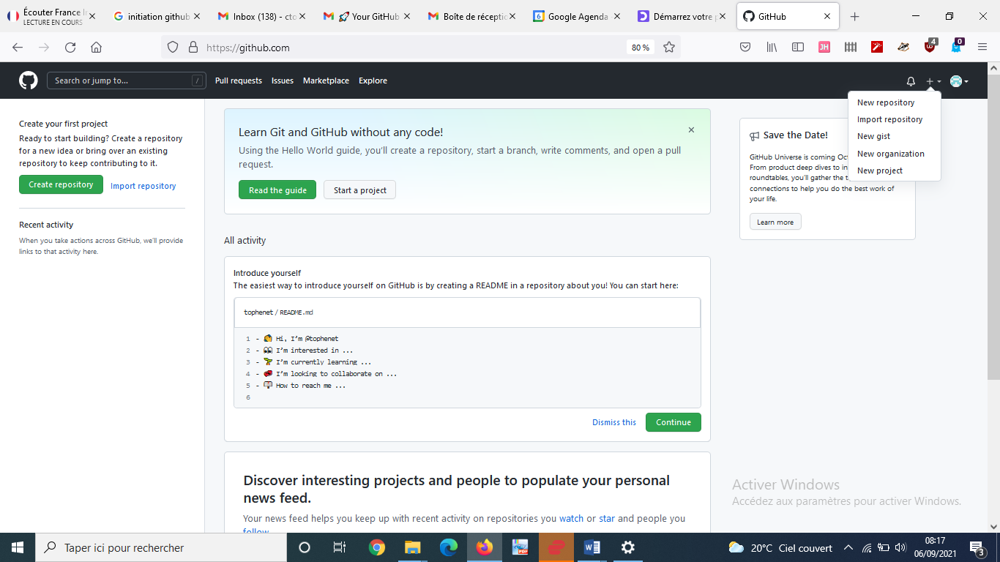 Écouter France I
LECTURE EN COURS
initiation github
Inbox (138) - cto
Your GitHub
Boîte de réceptio
Google Agenda
Démarrez votre p
GitHub
https://github.com
80 %
JH
4
0
Search or jump to...
/
Pull requests
Issues
Marketplace
Explore
New repository
Import repository
New gist
New organization
New project
Create your first project
Ready to start building? Create a repository
for a new idea or bring over an existing
repository to keep contributing to it.
Create repository
Import repository
Recent activity
When you take actions across GitHub, we'll provide
links to that activity here.
Learn Git and GitHub without any code!
Using the Hello World guide, you'll create a repository, start a branch, write comments, and open a pull
request.
Read the guide
Start a project
All activity
Introduce yourself
The easiest way to introduce yourself on GitHub is by creating a README in a repository about you! You can start here:
tophenet / README.md
1 - 👋 Hi, I'm @tophenet
2 - 👀 I'm interested in ...
3 - 🌱 I'm currently learning ...
4 - 💞️ I'm looking to collaborate on ...
5 - 📫 How to reach me ...
6
Dismiss this
Continue
Discover interesting projects and people to populate your personal
news feed.
Your news feed helps you keep up with recent activity on repositories you watch or star and people you
follow
Save the Date!
GitHub Universe is coming Oct
From product deep dives to in
roundtables, you'll gather the t
connections to help you do the best work of
your life.
Learn more
Activer Windows
Accédez aux paramètres pour activer Windows.
Taper ici pour rechercher
PDF
20°C Ciel couvert
08:17
06/09/2021
3